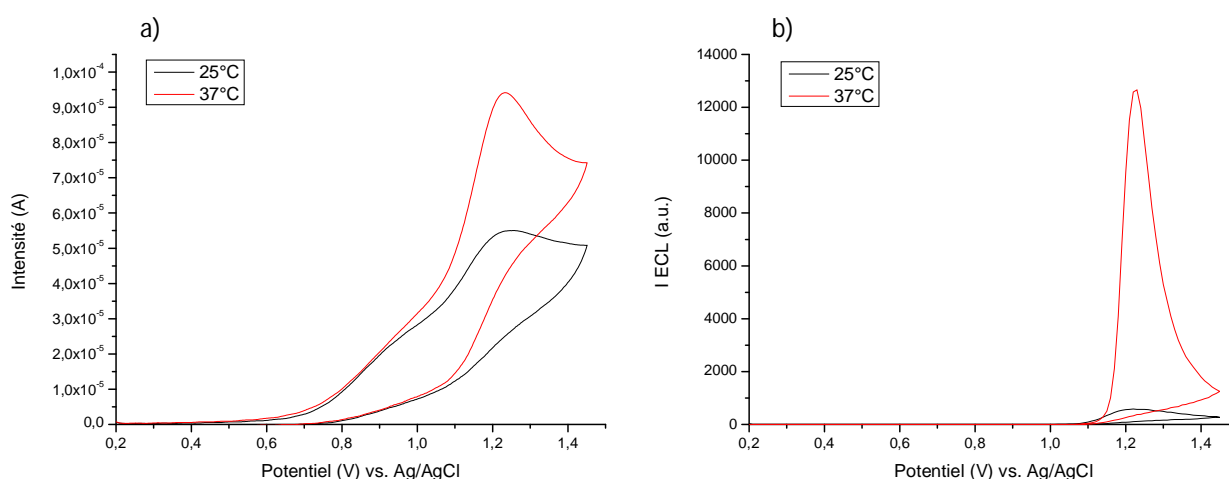 a)
25°C
37°C
Intensité (A)
1,0x10⁻⁴
9,0x10⁻⁵
8,0x10⁻⁵
7,0x10⁻⁵
6,0x10⁻⁵
5,0x10⁻⁵
4,0x10⁻⁵
3,0x10⁻⁵
2,0x10⁻⁵
1,0x10⁻⁵
0,0
0,2 0,4 0,6 0,8 1,0 1,2 1,4
Potentiel (V) vs. Ag/AgCl
b)
25°C
37°C
I ECL (a.u.)
14000
12000
10000
8000
6000
4000
2000
0
0,2 0,4 0,6 0,8 1,0 1,2 1,4
Potentiel (V) vs. Ag/AgCl